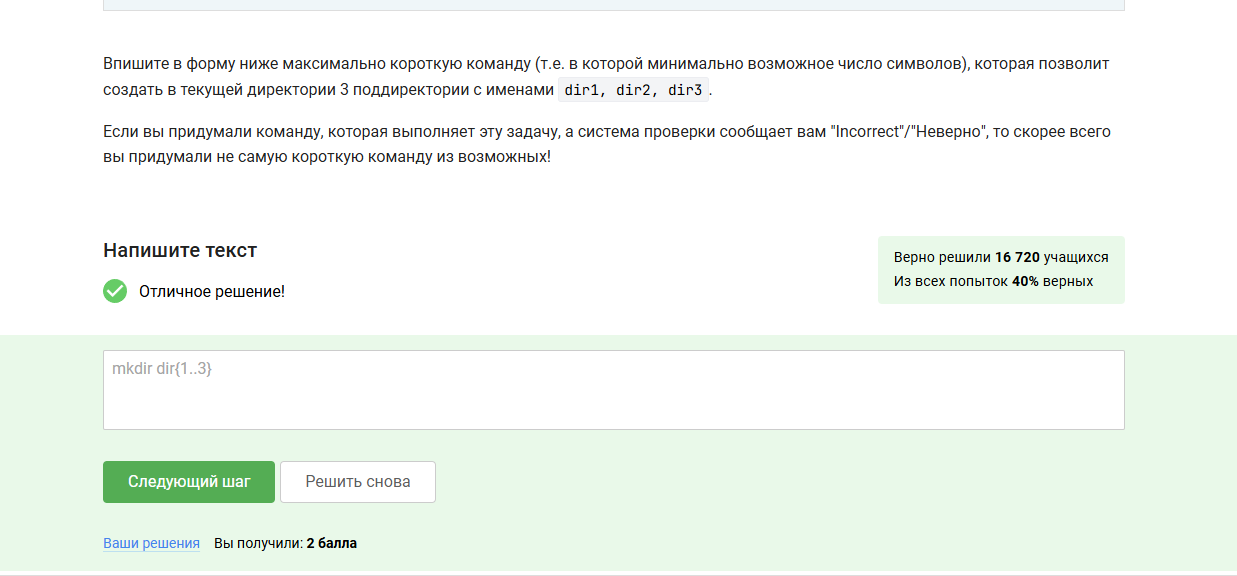 Впишите в форму ниже максимально короткую команду (т.е. в которой минимально возможное число символов), которая позволит
создать в текущей директории 3 поддиректории с именами dir1, dir2, dir3.
Если вы придумали команду, которая выполняет эту задачу, а система проверки сообщает вам "Incorrect"/"Неверно", то скорее всего
вы придумали не самую короткую команду из возможных!
Напишите текст
Верно решили 16 720 учащихся
Из всех попыток 40% верных
Отличное решение!
mkdir dir{1..3}
Следующий шаг
Решить снова
Ваши решения
Вы получили: 2 балла